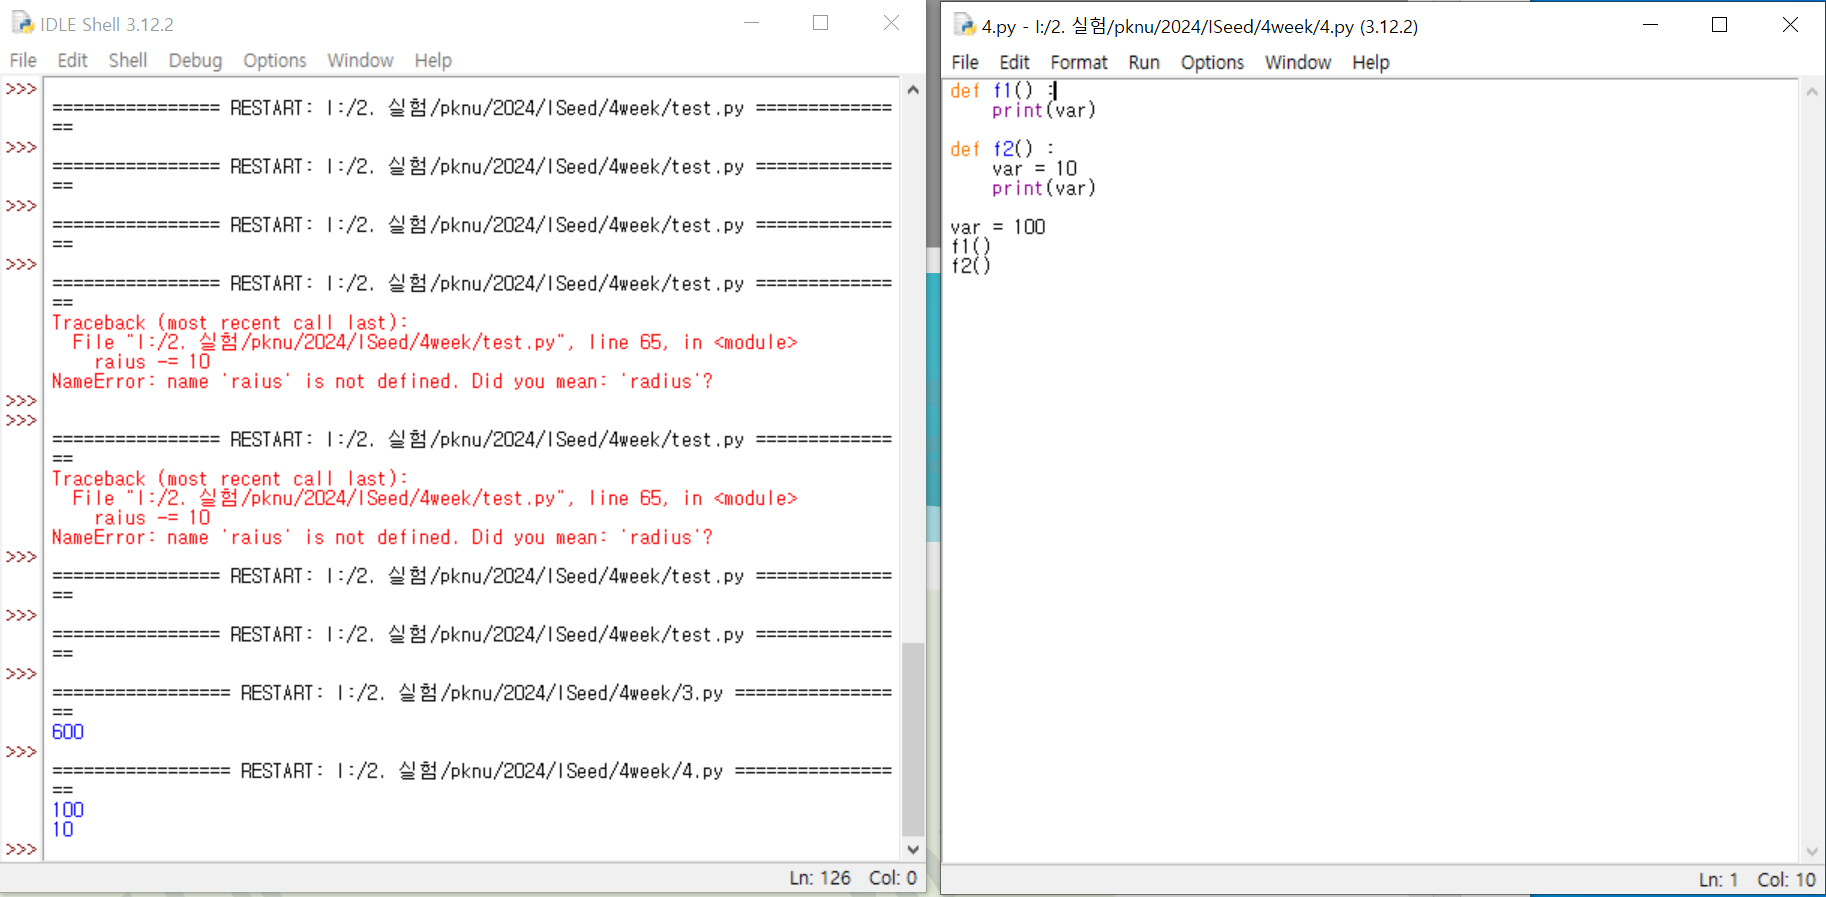 IDLE Shell 3.12.2
File Edit Shell Debug Options Window Help
>>>
================ RESTART: I:/2. 실험/pknu/2024/ISeed/4week/test.py =============
==
>>>
================ RESTART: I:/2. 실험/pknu/2024/ISeed/4week/test.py =============
==
>>>
================ RESTART: I:/2. 실험/pknu/2024/ISeed/4week/test.py =============
==
>>>
================ RESTART: I:/2. 실험/pknu/2024/ISeed/4week/test.py =============
==
Traceback (most recent call last):
  File "I:/2. 실험/pknu/2024/ISeed/4week/test.py", line 65, in <module>
    raius -= 10
NameError: name 'raius' is not defined. Did you mean: 'radius'?
>>>
>>>
================ RESTART: I:/2. 실험/pknu/2024/ISeed/4week/test.py =============
==
Traceback (most recent call last):
  File "I:/2. 실험/pknu/2024/ISeed/4week/test.py", line 65, in <module>
    raius -= 10
NameError: name 'raius' is not defined. Did you mean: 'radius'?
>>>
================ RESTART: I:/2. 실험/pknu/2024/ISeed/4week/test.py =============
==
>>>
================ RESTART: I:/2. 실험/pknu/2024/ISeed/4week/test.py =============
==
>>>
================= RESTART: I:/2. 실험/pknu/2024/ISeed/4week/3.py ===============
==
600
>>>
================= RESTART: I:/2. 실험/pknu/2024/ISeed/4week/4.py ===============
==
100
10
>>>
Ln: 126 Col: 0
4.py - I:/2. 실험/pknu/2024/ISeed/4week/4.py (3.12.2)
File Edit Format Run Options Window Help
def f1() :
    print(var)
def f2() :
    var = 10
    print(var)
var = 100
f1()
f2()
Ln: 1 Col: 10